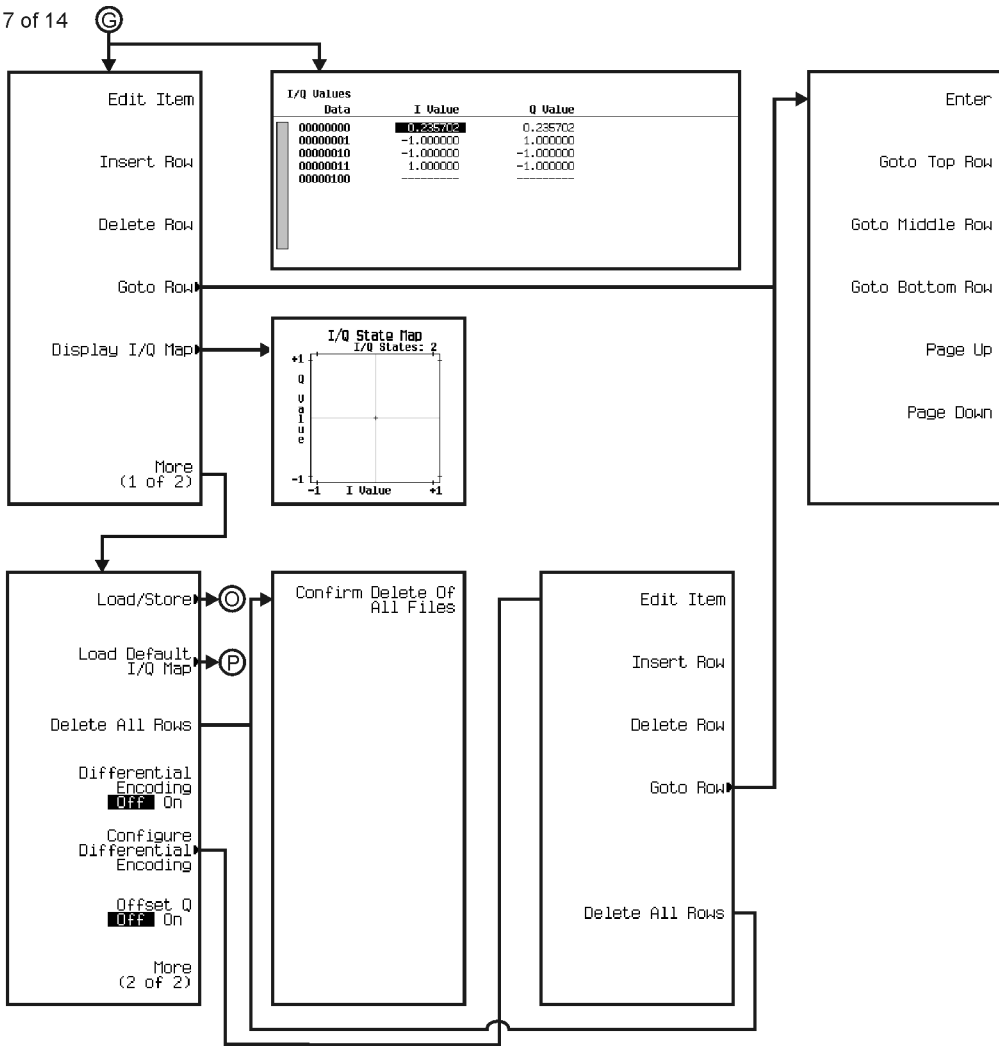 7 of 14
G
Edit Item
Insert Row
Delete Row
Goto Row
Display I/Q Map
More
(1 of 2)
I/Q Values
Data I Value Q Value
00000000 0.235702 0.235702
00000001 -1.000000 1.000000
00000010 -1.000000 -1.000000
00000011 1.000000 -1.000000
00000100 --------- ---------
I/Q State Map
I/Q States: 2
+1
Q Value
-1
-1 I Value +1
Enter
Goto Top Row
Goto Middle Row
Goto Bottom Row
Page Up
Page Down
Load/Store
O
Load Default
I/Q Map
P
Delete All Rows
Differential
Encoding
Off On
Configure
Differential
Encoding
Offset Q
Off On
More
(2 of 2)
Confirm Delete Of
All Files
Edit Item
Insert Row
Delete Row
Goto Row
Delete All Rows